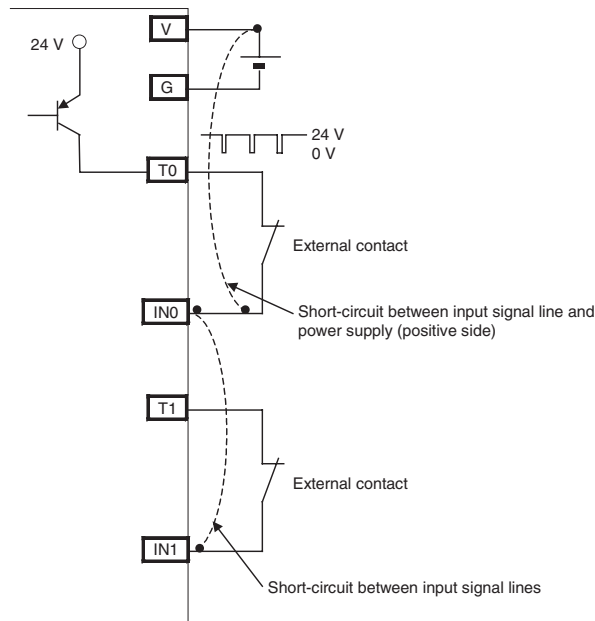 V
24 V
G
24 V
0 V
T0
External contact
IN0
Short-circuit between input signal line and
power supply (positive side)
T1
External contact
IN1
Short-circuit between input signal lines